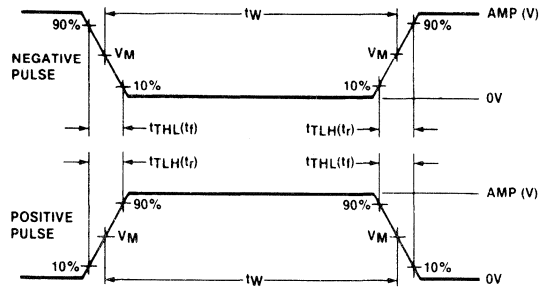 tW
AMP (V)
90%
90%
NEGATIVE
PULSE
VM
VM
10%
10%
0V
tTHL(tf)
tTLH(tr)
tTLH(tr)
tTHL(tf)
AMP (V)
90%
90%
POSITIVE
PULSE
VM
VM
10%
10%
tW
0V